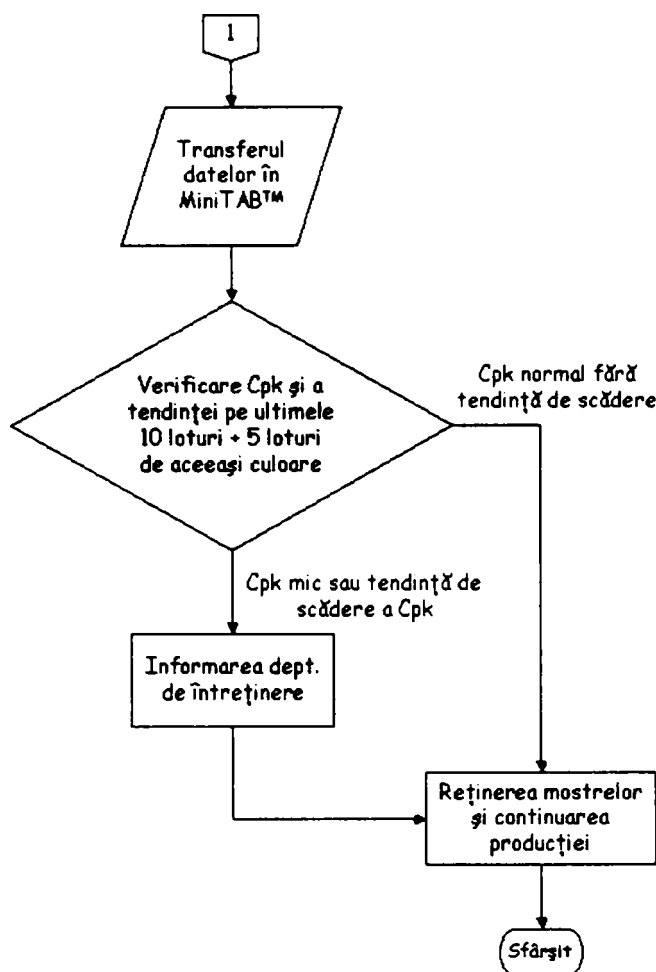 1
Transferul
datelor în
MiniTAB™
Verificare Cpk și a
tendinței pe ultimele
10 loturi + 5 loturi
de aceeași culoare
Cpk normal fără
tendință de scădere
Cpk mic sau tendință de
scădere a Cpk
Informarea dept.
de întreținere
Reținerea mostrelor
și continuarea
producției
Sfârșit